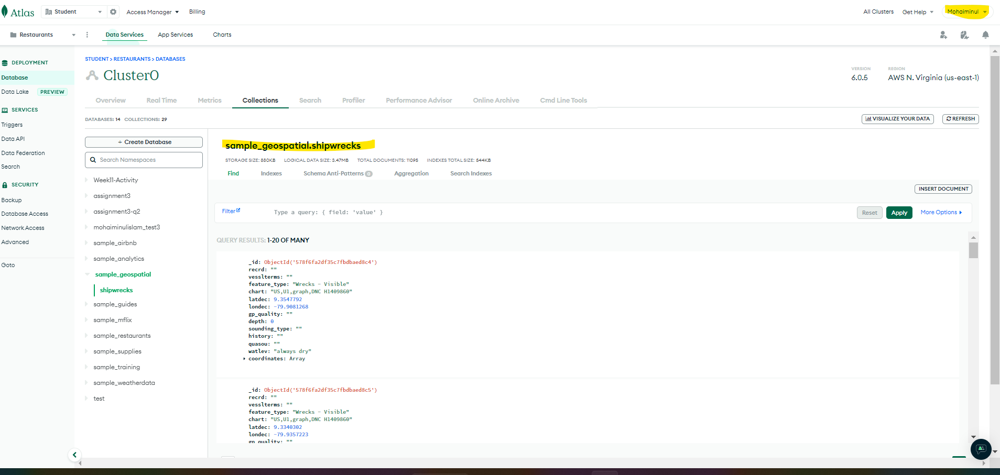 Atlas
Student
Access Manager
Billing
All Clusters
Get Help
Mohaiminul
Restaurants
Data Services
App Services
Charts
DEPLOYMENT
Database
Data Lake PREVIEW
SERVICES
Triggers
Data API
Data Federation
Search
SECURITY
Backup
Database Access
Network Access
Advanced
Goto
STUDENT > RESTAURANTS > DATABASES
Cluster0
VERSION
6.0.5
REGION
AWS N. Virginia (us-east-1)
Overview
Real Time
Metrics
Collections
Search
Profiler
Performance Advisor
Online Archive
Cmd Line Tools
DATABASES: 14 COLLECTIONS: 29
VISUALIZE YOUR DATA
REFRESH
+ Create Database
Search Namespaces
Week11-Activity
assignment3
assignment3-q2
mohaiminulislam_test3
sample_airbnb
sample_analytics
sample_geospatial
shipwrecks
sample_guides
sample_mflix
sample_restaurants
sample_supplies
sample_training
sample_weatherdata
test
sample_geospatial.shipwrecks
STORAGE SIZE: 880KB LOGICAL DATA SIZE: 3.47MB TOTAL DOCUMENTS: 11095 INDEXES TOTAL SIZE: 544KB
Find
Indexes
Schema Anti-Patterns 0
Aggregation
Search Indexes
INSERT DOCUMENT
Filter
Type a query: { field: 'value' }
Reset
Apply
More Options
QUERY RESULTS: 1-20 OF MANY
_id: ObjectId('578f6fa2df35c7fbdbaed8c4')
recrd: ""
vesslterms: ""
feature_type: "Wrecks - Visible"
chart: "US,U1,graph,DNC H1409860"
latdec: 9.3547792
londec: -79.9081268
gp_quality: ""
depth: 0
sounding_type: ""
history: ""
quasou: ""
watlev: "always dry"
coordinates: Array
_id: ObjectId('578f6fa2df35c7fbdbaed8c5')
recrd: ""
vesslterms: ""
feature_type: "Wrecks - Visible"
chart: "US,U1,graph,DNC H1409860"
latdec: 9.3340302
londec: -79.9357223
gp_quality: ""